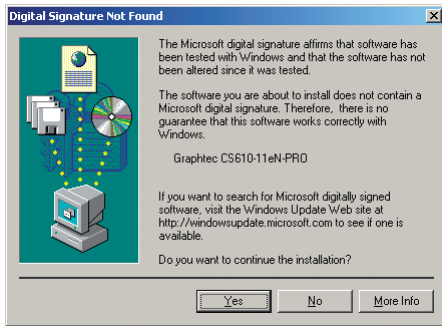 Digital Signature Not Found
The Microsoft digital signature affirms that software has
been tested with Windows and that the software has not
been altered since it was tested.
The software you are about to install does not contain a
Microsoft digital signature. Therefore, there is no
guarantee that this software works correctly with
Windows.
Graphtec CS610-11eN-PRO
If you want to search for Microsoft digitally signed
software, visit the Windows Update Web site at
http://windowsupdate.microsoft.com to see if one is
available.
Do you want to continue the installation?
Yes No More Info